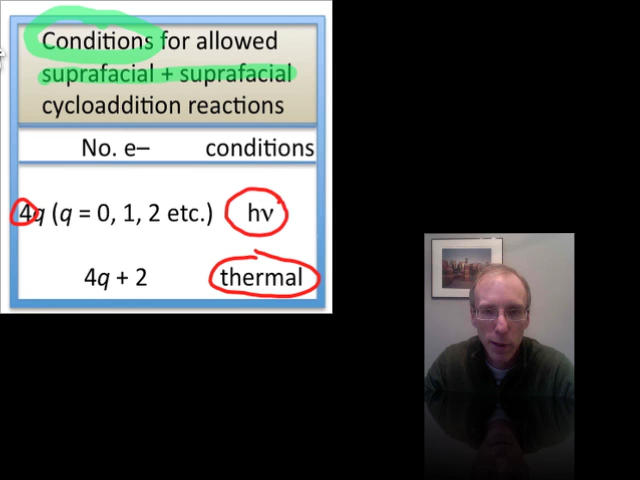 Conditions for allowed
suprafacial + suprafacial
cycloaddition reactions
No. e– conditions
4q (q = 0, 1, 2 etc.) hν
4q + 2 thermal